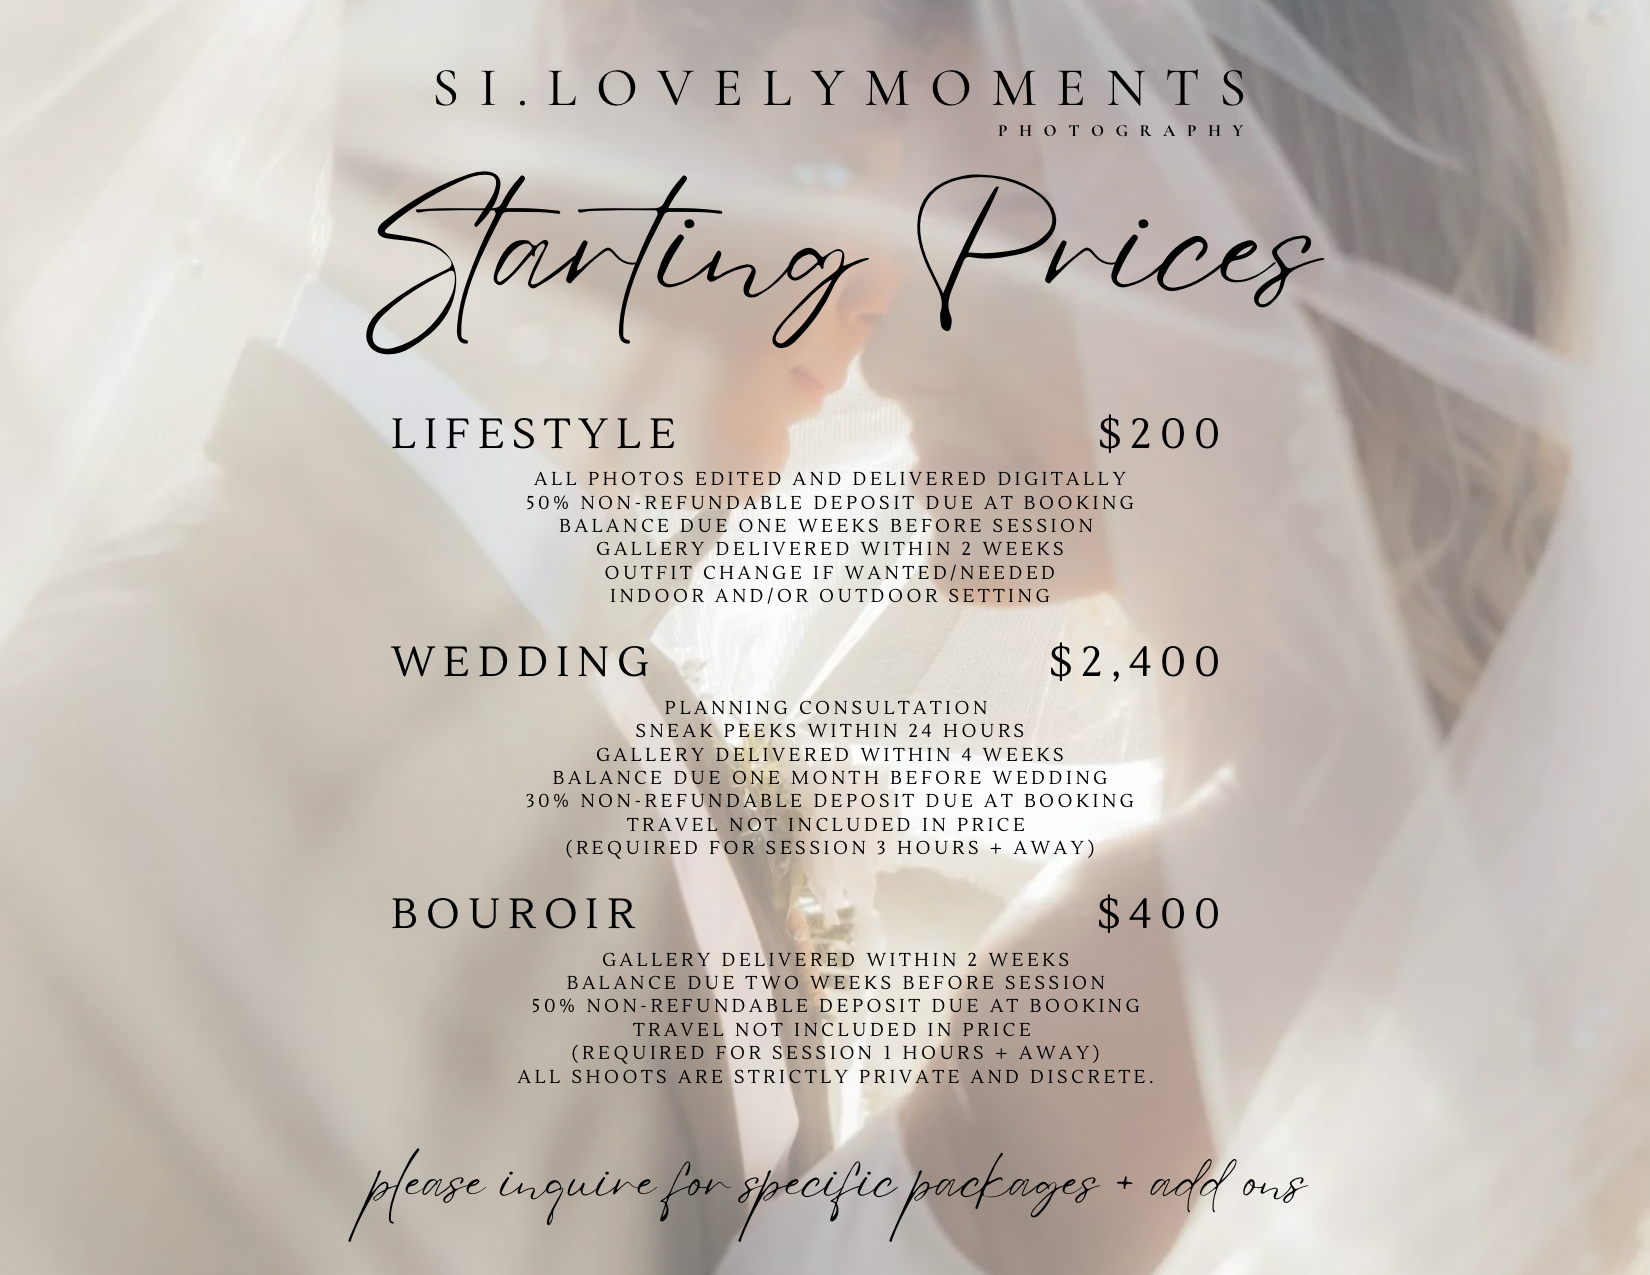 SI.LOVELYMOMENTS
PHOTOGRAPHY
Starting Prices
LIFESTYLE $200
ALL PHOTOS EDITED AND DELIVERED DIGITALLY
50% NON-REFUNDABLE DEPOSIT DUE AT BOOKING
BALANCE DUE ONE WEEKS BEFORE SESSION
GALLERY DELIVERED WITHIN 2 WEEKS
OUTFIT CHANGE IF WANTED/NEEDED
INDOOR AND/OR OUTDOOR SETTING
WEDDING $2,400
PLANNING CONSULTATION
SNEAK PEEKS WITHIN 24 HOURS
GALLERY DELIVERED WITHIN 4 WEEKS
BALANCE DUE ONE MONTH BEFORE WEDDING
30% NON-REFUNDABLE DEPOSIT DUE AT BOOKING
TRAVEL NOT INCLUDED IN PRICE
(REQUIRED FOR SESSION 3 HOURS + AWAY)
BOUROIR $400
GALLERY DELIVERED WITHIN 2 WEEKS
BALANCE DUE TWO WEEKS BEFORE SESSION
50% NON-REFUNDABLE DEPOSIT DUE AT BOOKING
TRAVEL NOT INCLUDED IN PRICE
(REQUIRED FOR SESSION 1 HOURS + AWAY)
ALL SHOOTS ARE STRICTLY PRIVATE AND DISCRETE.
please inquire for specific packages + add ons